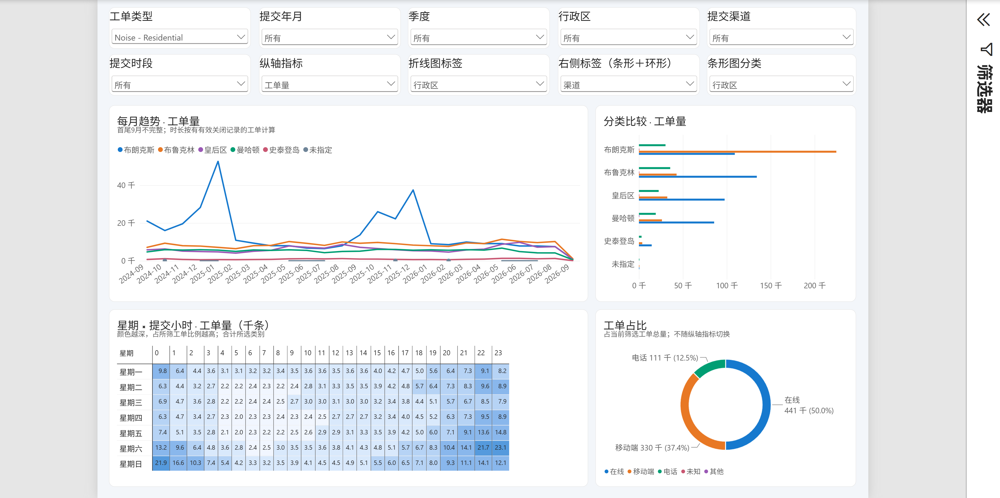 工单类型
提交年月
季度
行政区
提交渠道
Noise - Residential
所有
所有
所有
所有
提交时段
纵轴指标
折线图标签
右侧标签（条形＋环形）
条形图分类
所有
工单量
行政区
渠道
行政区
筛选器
每月趋势 · 工单量
首尾9月不完整；时长按有有效关闭记录的工单计算
布朗克斯 布鲁克林 皇后区 曼哈顿 史泰登岛 未指定
40 千
20 千
0 千
2024-09 2024-10 2024-11 2024-12 2025-01 2025-02 2025-03 2025-04 2025-05 2025-06 2025-07 2025-08 2025-09 2025-10 2025-11 2025-12 2026-01 2026-02 2026-03 2026-04 2026-05 2026-06 2026-07 2026-08 2026-09
分类比较 · 工单量
布朗克斯
布鲁克林
皇后区
曼哈顿
史泰登岛
未指定
0 千 50 千 100 千 150 千 200 千
星期 × 提交小时 · 工单量（千条）
颜色越深，占所筛工单比例越高；合计所选类别
星期 0 1 2 3 4 5 6 7 8 9 10 11 12 13 14 15 16 17 18 19 20 21 22 23
星期一 9.8 6.4 4.4 3.6 3.1 3.1 3.2 3.2 3.4 3.5 3.6 3.6 3.5 3.6 3.6 4.0 4.2 4.7 5.0 5.6 6.4 7.3 9.1 8.2
星期二 6.3 4.4 3.2 2.7 2.2 2.2 2.4 2.3 2.2 2.4 2.8 3.1 3.3 3.5 3.5 3.9 4.2 4.8 5.7 6.4 7.3 8.3 9.6 8.9
星期三 6.9 4.7 3.6 2.8 2.2 2.2 2.4 2.4 2.5 2.7 3.0 3.0 3.1 3.0 3.0 3.2 3.4 3.8 4.4 5.1 5.7 6.7 8.5 7.9
星期四 6.3 4.7 3.4 2.7 2.3 2.0 2.3 2.3 2.4 2.3 2.4 2.5 2.7 2.7 2.7 3.2 3.4 4.0 4.5 5.2 6.3 7.3 9.5 8.9
星期五 7.4 5.1 3.5 2.8 2.1 2.0 2.3 2.2 2.2 2.5 2.6 2.9 2.9 3.1 3.3 3.5 3.9 4.2 5.0 6.0 7.1 9.1 13.6 14.8
星期六 13.2 9.6 6.4 4.8 3.6 2.8 2.4 2.5 3.0 3.5 3.5 3.6 3.8 4.1 4.3 4.8 5.1 5.7 6.7 8.3 10.4 14.1 21.7 23.1
星期日 21.9 16.6 10.3 7.4 5.4 4.2 3.3 3.2 3.5 3.9 4.1 4.5 4.5 4.9 5.1 5.5 6.0 6.5 7.1 8.0 9.3 11.1 14.1 12.1
工单占比
占当前筛选工单总量；不随纵轴指标切换
电话 111 千 (12.5%)
在线
441 千 (50.0%)
移动端 330 千 (37.4%)
在线 移动端 电话 未知 其他